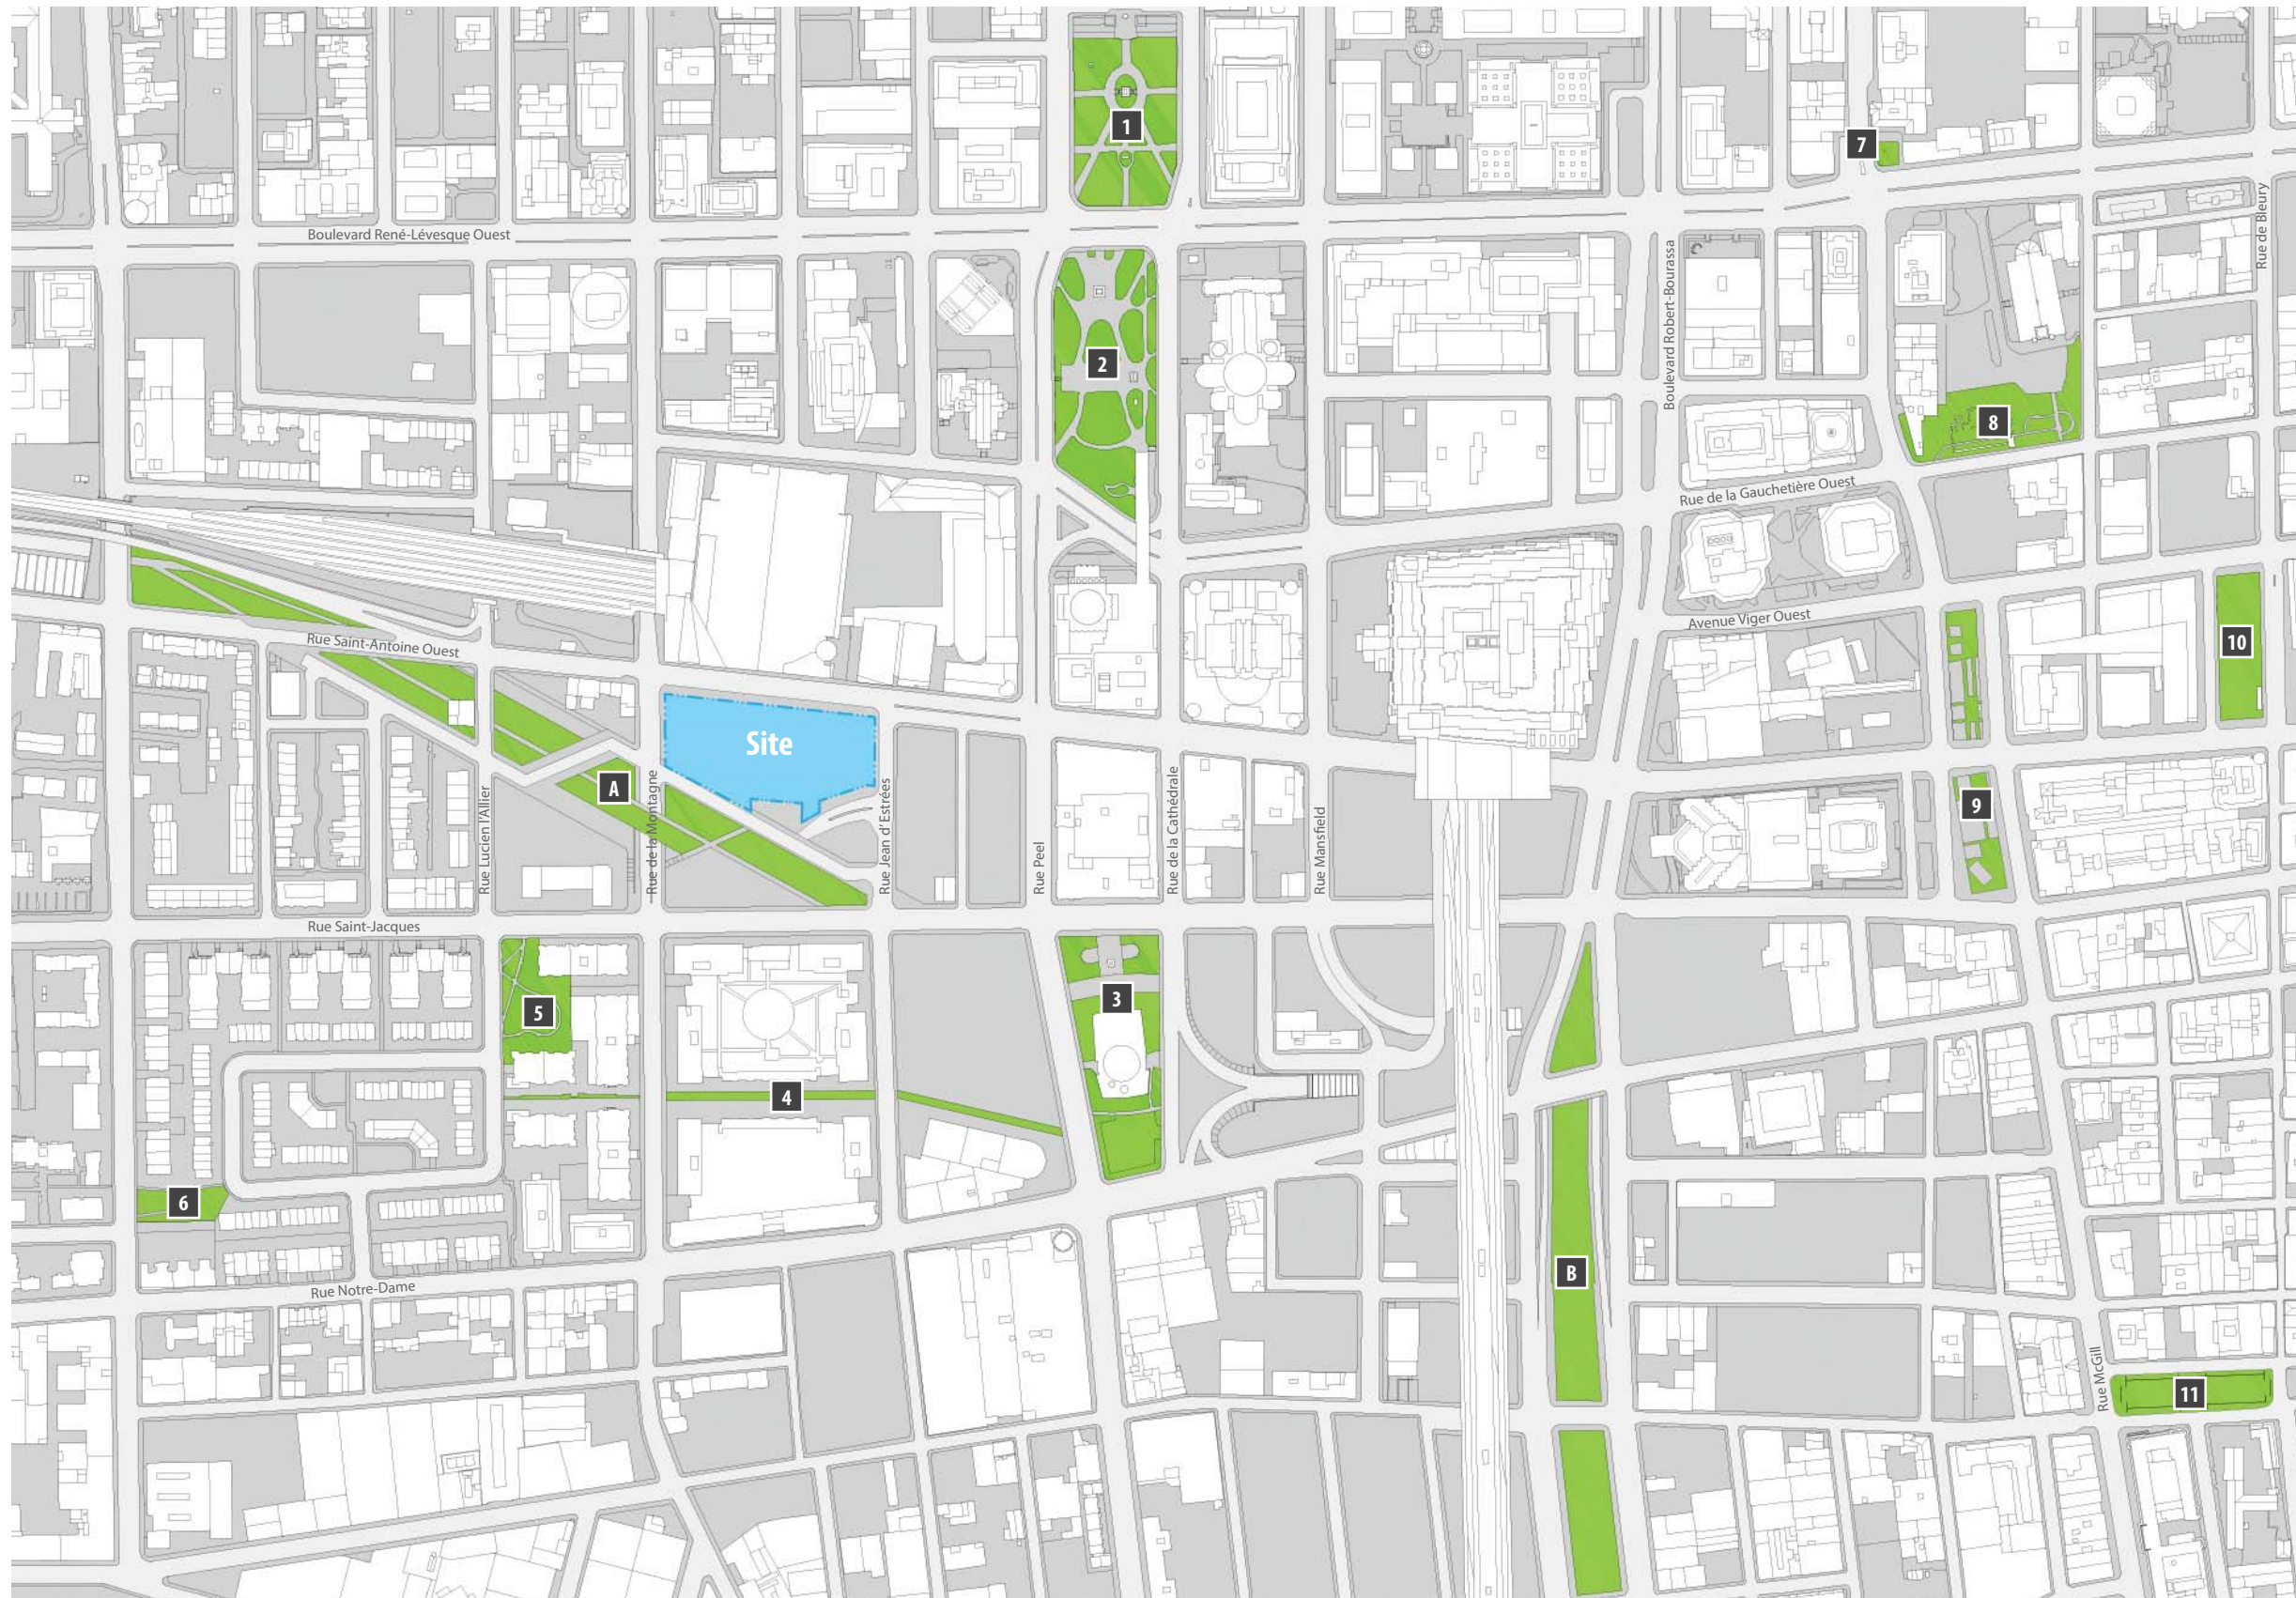 1
7
Rue de Bleury
Boulevard René-Lévesque Ouest
Boulevard Robert-Bourassa
2
8
Rue de la Gauchetière Ouest
Avenue Viger Ouest
10
Rue Saint-Antoine Ouest
Site
A
9
Rue Lucien l'Allier
Rue de la Montagne
Rue Jean d'Estrées
Rue Peel
Rue de la Cathédrale
Rue Mansfield
Rue Saint-Jacques
5
3
4
6
B
Rue Notre-Dame
Rue McGill
11